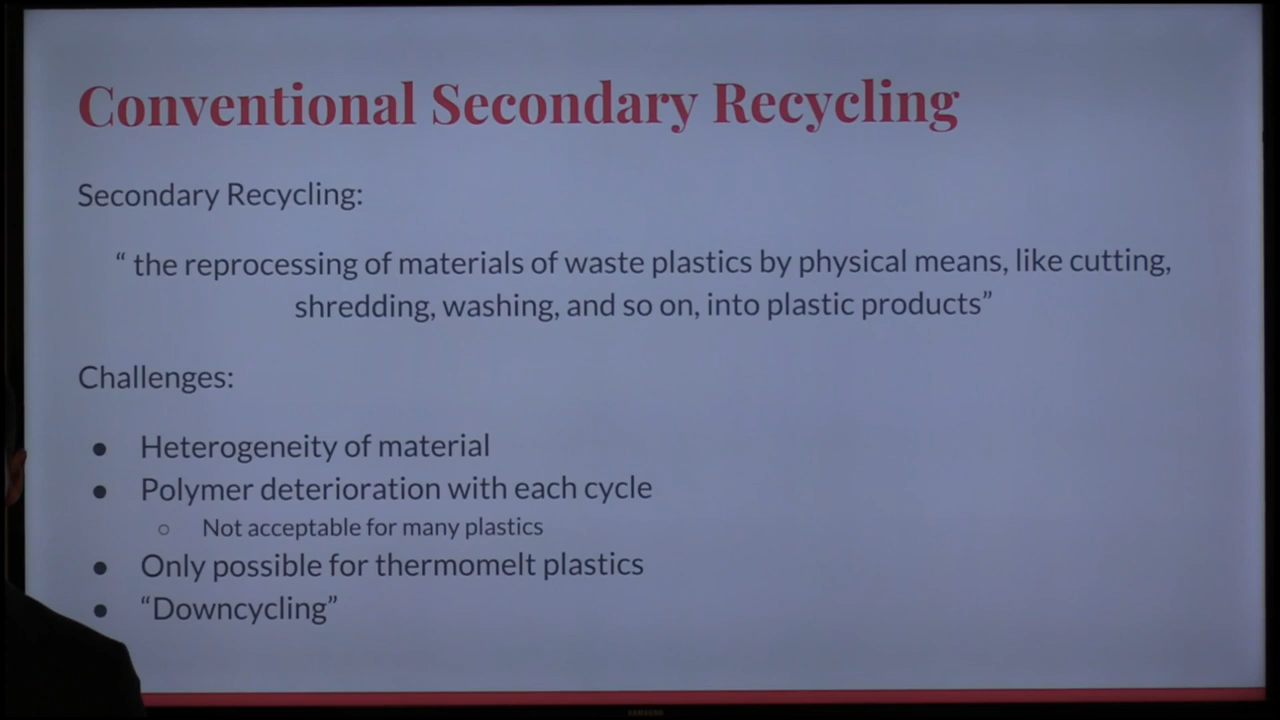 Conventional Secondary Recycling
Secondary Recycling:
“ the reprocessing of materials of waste plastics by physical means, like cutting,
shredding, washing, and so on, into plastic products”
Challenges:
● Heterogeneity of material
● Polymer deterioration with each cycle
○ Not acceptable for many plastics
● Only possible for thermomelt plastics
● “Downcycling”
SAMSUNG